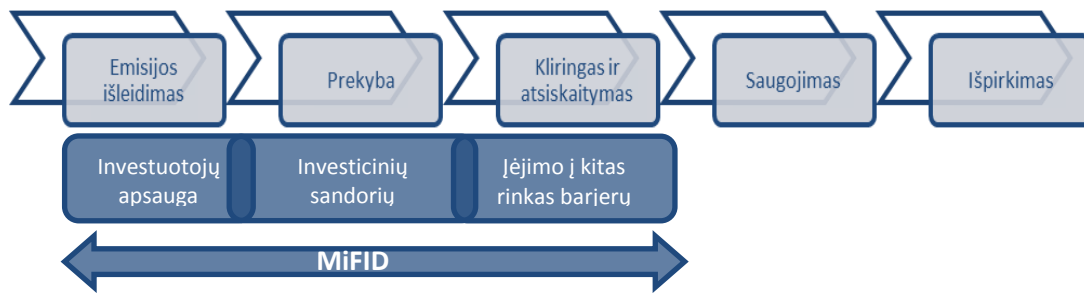 Emisijos
išleidimas
Prekyba
Kliringas ir
atsiskaitymas
Saugojimas
Išpirkimas
Investuotojų
apsauga
Investicinių
sandorių
Įėjimo į kitas
rinkas barjerų
MiFID